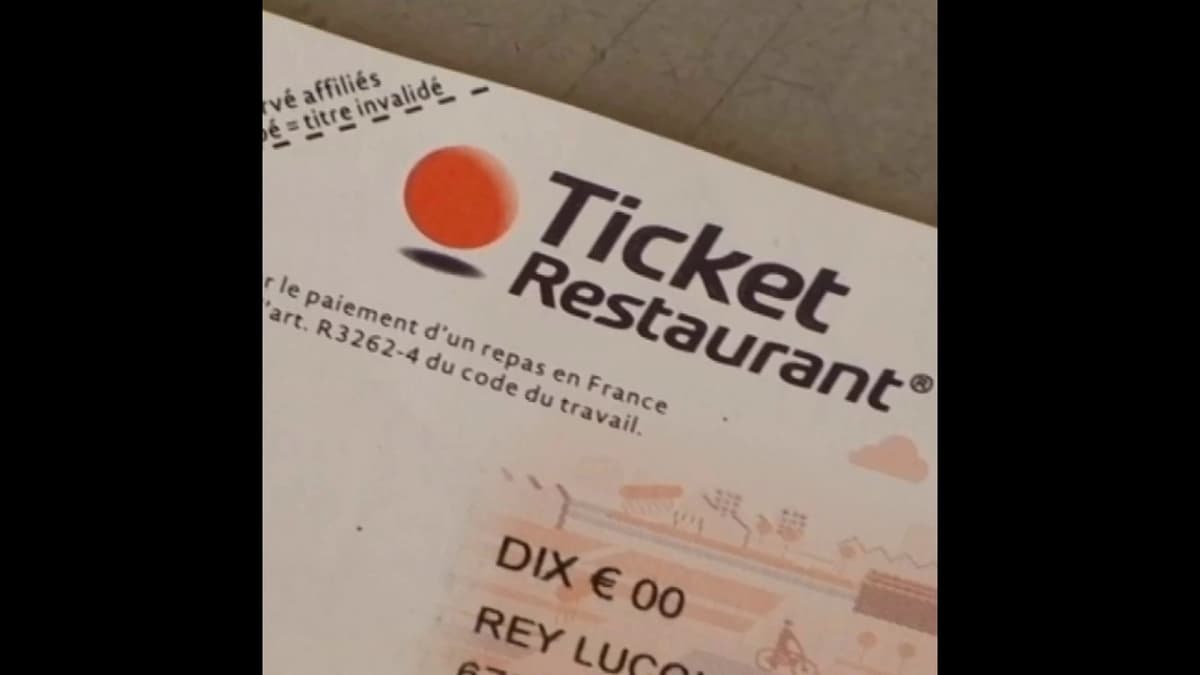 rvé affiliés
pé = titre invalidé
Ticket
Restaurant®
r le paiement d'un repas en France
l'art. R3262-4 du code du travail.
DIX € 00
REY